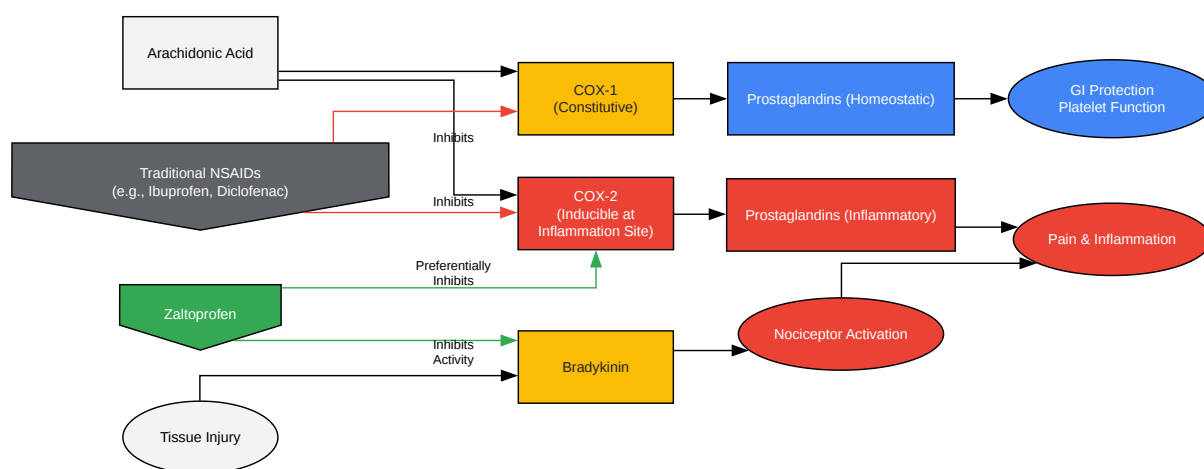 Arachidonic Acid
COX-1
(Constitutive)
Prostaglandins (Homeostatic)
GI Protection
Platelet Function
Inhibits
Traditional NSAIDs
(e.g., Ibuprofen, Diclofenac)
Inhibits
COX-2
(Inducible at
Inflammation Site)
Prostaglandins (Inflammatory)
Pain & Inflammation
Preferentially
Inhibits
Zaltoprofen
Inhibits
Activity
Bradykinin
Nociceptor Activation
Tissue Injury